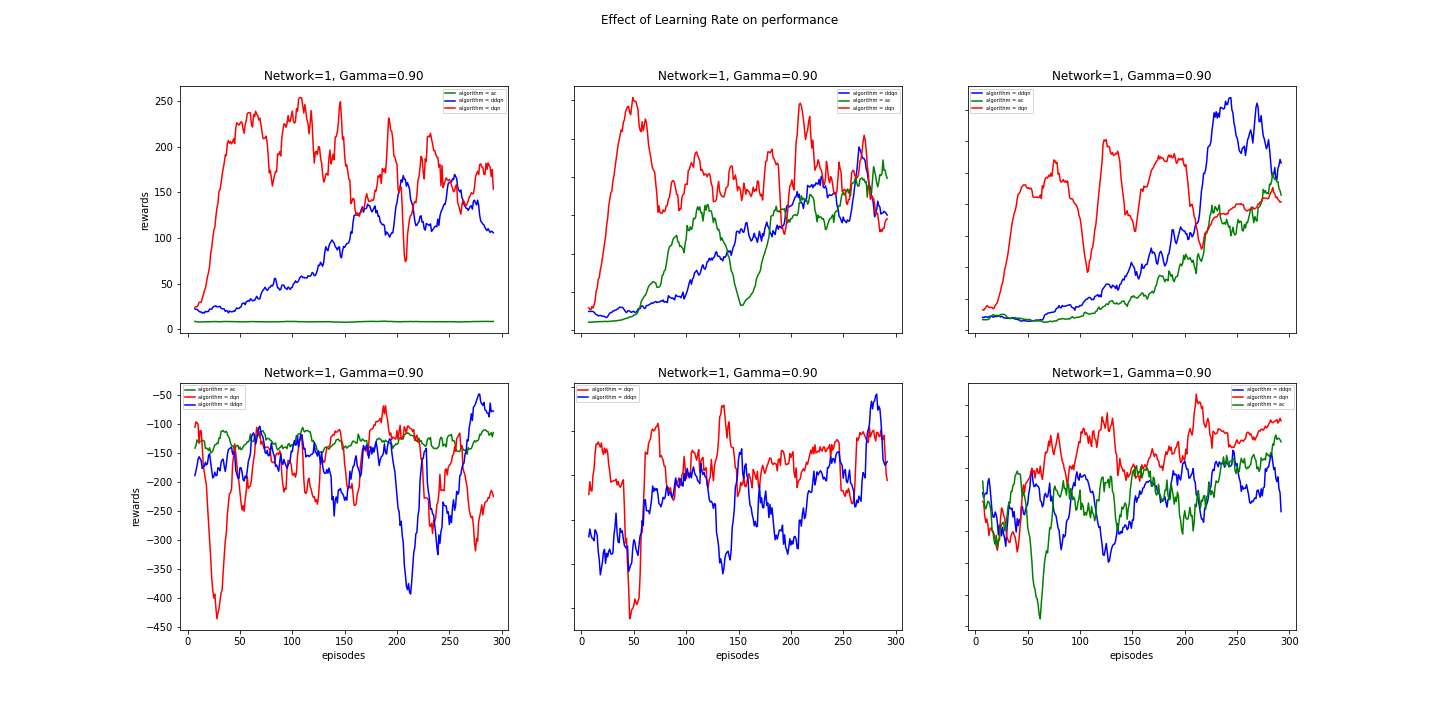 Effect of Learning Rate on performance
Network=1, Gamma=0.90
Network=1, Gamma=0.90
Network=1, Gamma=0.90
250
200
150
100
50
0
rewards
algorithm = ac
algorithm = ddqn
algorithm = dqn
algorithm = ddqn
algorithm = ac
algorithm = dqn
algorithm = ddqn
algorithm = ac
algorithm = dqn
Network=1, Gamma=0.90
Network=1, Gamma=0.90
Network=1, Gamma=0.90
−50
−100
−150
−200
−250
−300
−350
−400
−450
rewards
algorithm = ac
algorithm = dqn
algorithm = ddqn
algorithm = dqn
algorithm = ddqn
algorithm = ddqn
algorithm = dqn
algorithm = ac
0 50 100 150 200 250 300
0 50 100 150 200 250 300
0 50 100 150 200 250 300
episodes
episodes
episodes